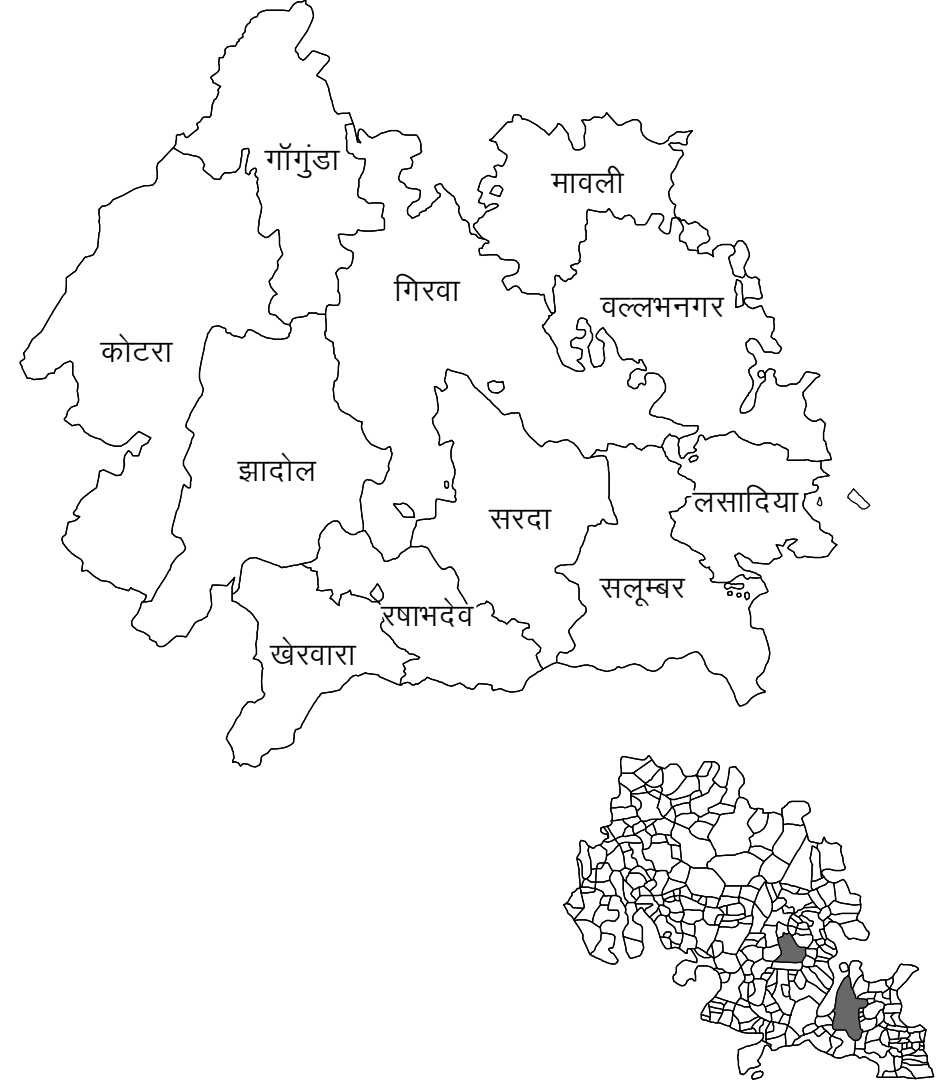 गॉगुंडा
मावली
गिरवा
वल्लभनगर
कोटरा
झादोल
लसादिया
सरदा
सलूम्बर
रषाभदेव
खेरवारा